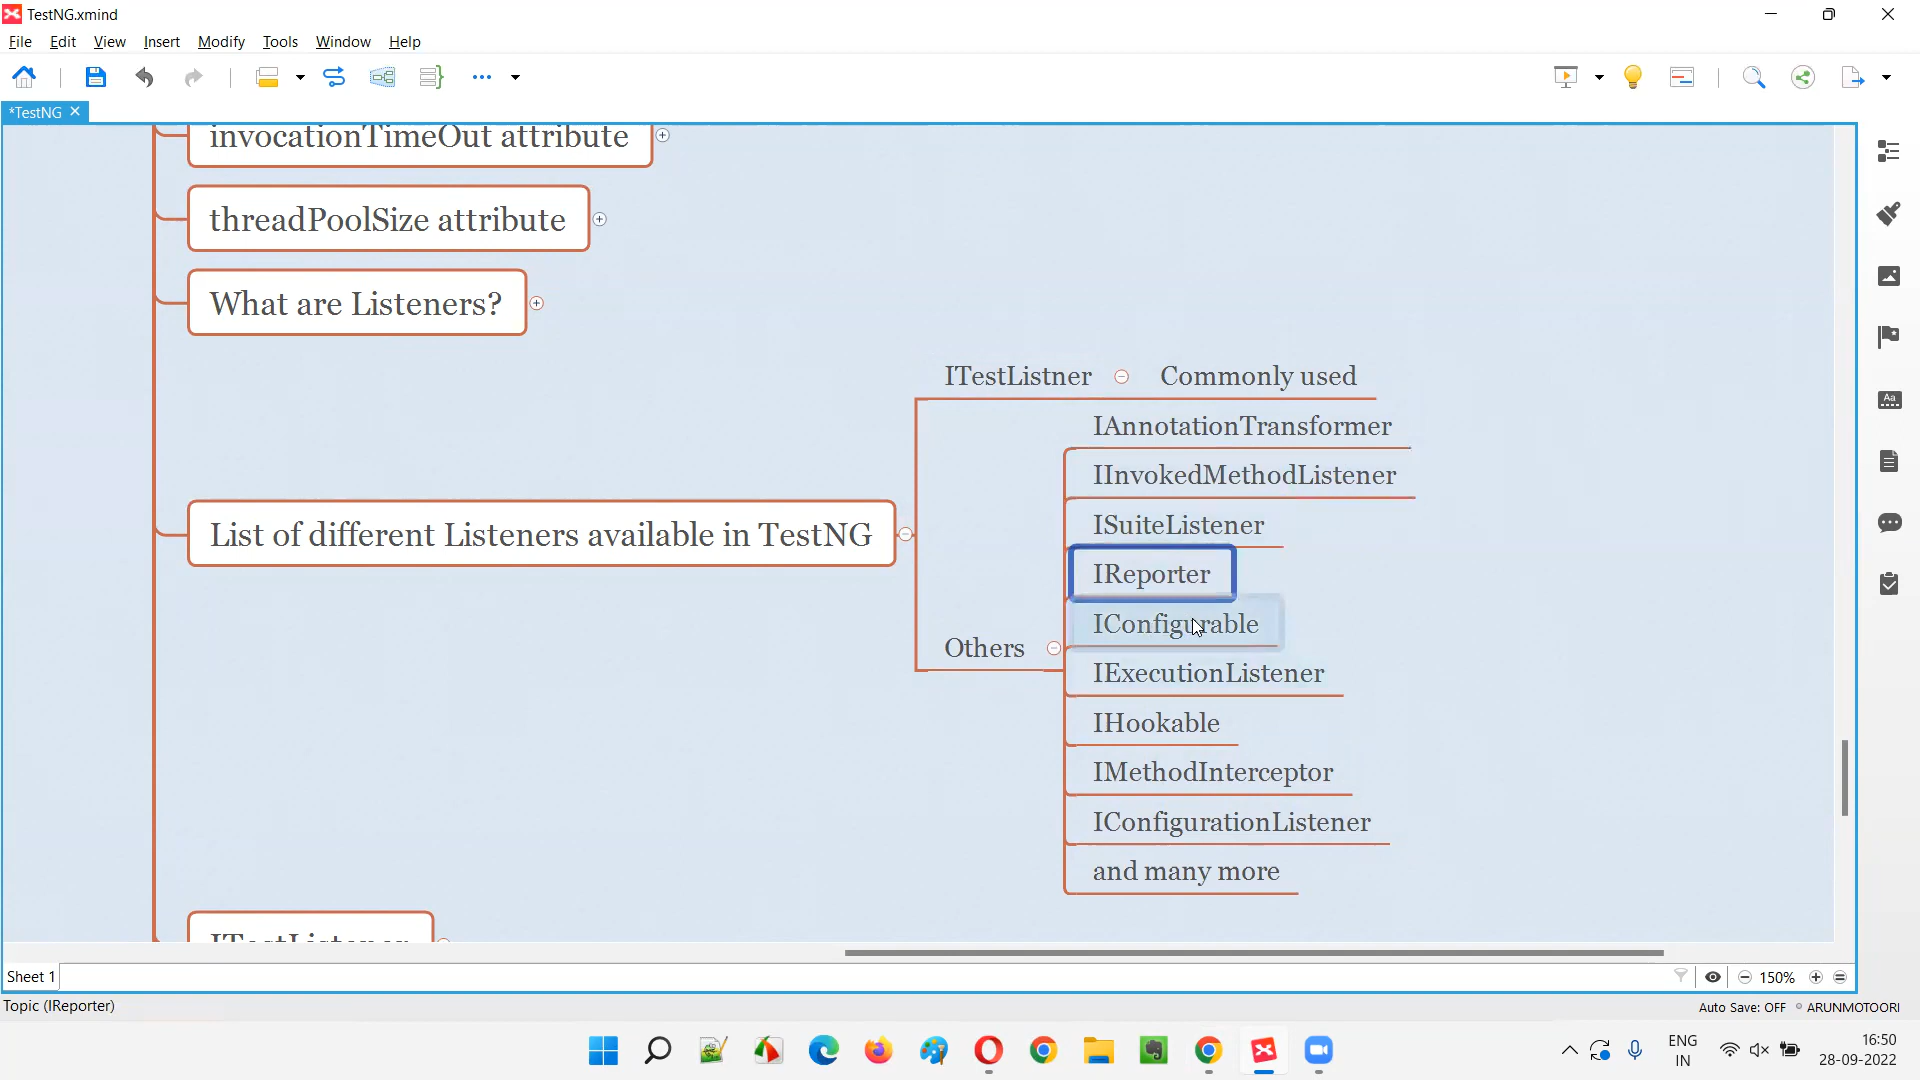 TestNG.xmind
File Edit View Insert Modify Tools Window Help
*TestNG
invocationTimeOut attribute
threadPoolSize attribute
What are Listeners?
ITestListner Commonly used
IAnnotationTransformer
IInvokedMethodListener
ISuiteListener
List of different Listeners available in TestNG
IReporter
IConfigurable
Others
IExecutionListener
IHookable
IMethodInterceptor
IConfigurationListener
and many more
ITestListener
Sheet 1
150%
Topic (IReporter)
Auto Save: OFF ARUNMOTOORI
ENG
IN
16:50
28-09-2022